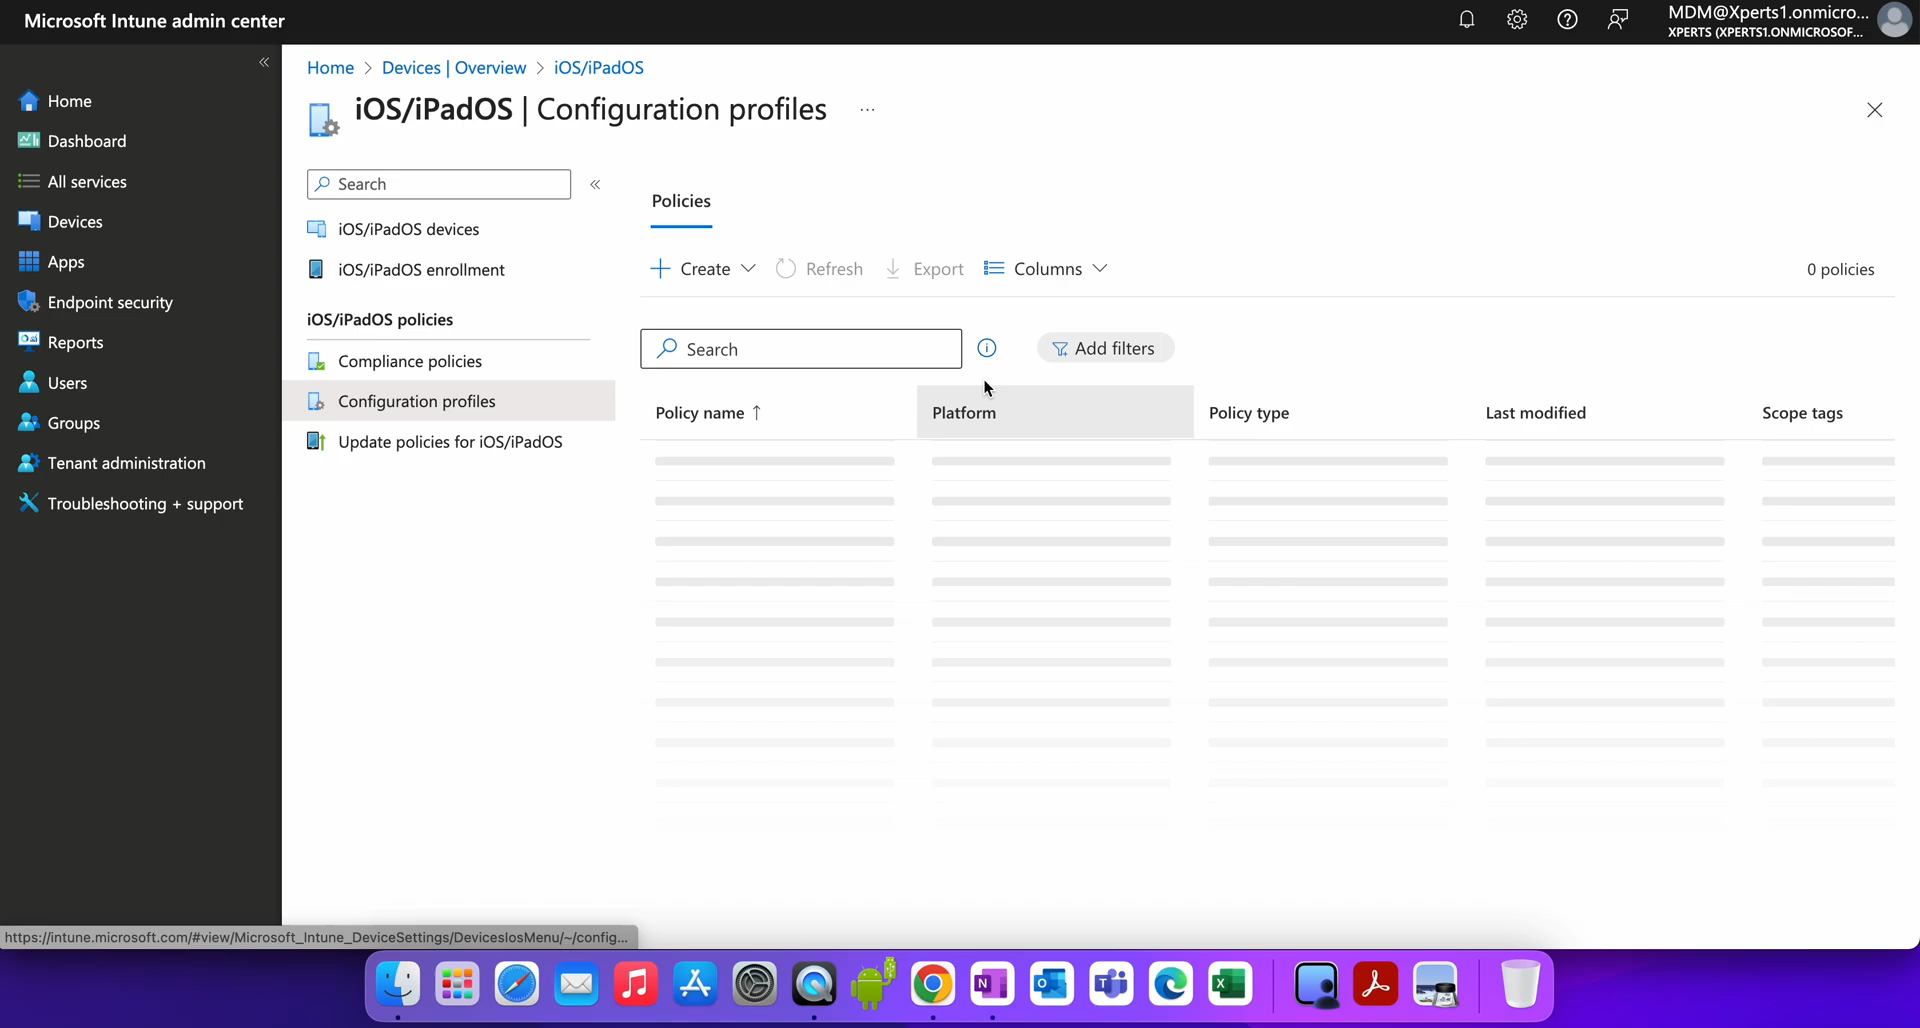 Microsoft Intune admin center
MDM@Xperts1.onmicro...
XPERTS (XPERTS1.ONMICROSOF...
Home
Dashboard
All services
Devices
Apps
Endpoint security
Reports
Users
Groups
Tenant administration
Troubleshooting + support
Home > Devices | Overview > iOS/iPadOS
iOS/iPadOS | Configuration profiles ...
Search
iOS/iPadOS devices
iOS/iPadOS enrollment
iOS/iPadOS policies
Compliance policies
Configuration profiles
Update policies for iOS/iPadOS
Policies
Create Refresh Export Columns 0 policies
Search Add filters
Policy name ↑ Platform Policy type Last modified Scope tags
https://intune.microsoft.com/#view/Microsoft_Intune_DeviceSettings/DevicesIosMenu/~/config...